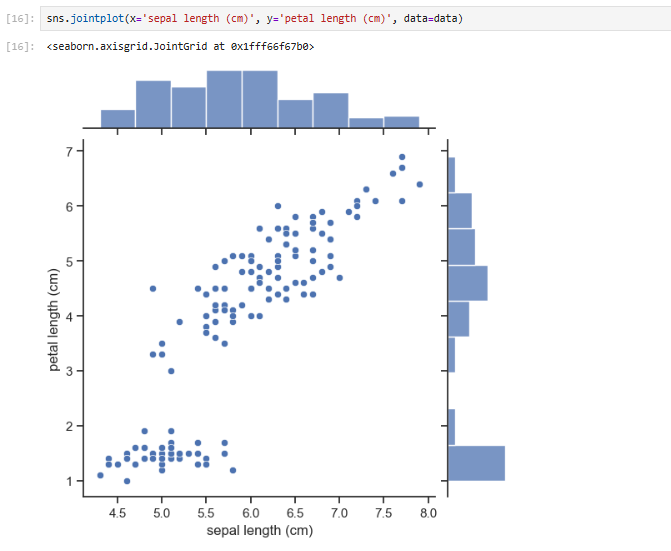 [16]: sns.jointplot(x='sepal length (cm)', y='petal length (cm)', data=data)
[16]: <seaborn.axisgrid.JointGrid at 0x1fff66f67b0>
7
6
5
4
3
2
1
petal length (cm)
4.5 5.0 5.5 6.0 6.5 7.0 7.5 8.0
sepal length (cm)